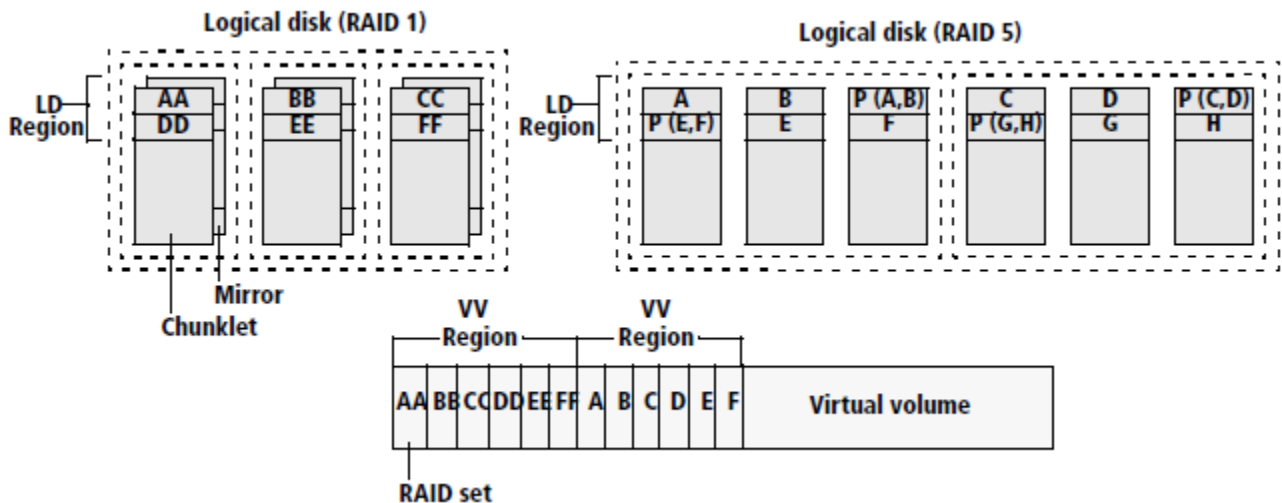 Logical disk (RAID 1)
Logical disk (RAID 5)
LD
Region
AA
DD
BB
EE
CC
FF
LD
Region
A
P (E,F)
B
E
P (A,B)
F
C
P (G,H)
D
G
P (C,D)
H
Mirror
Chunklet
VV
Region
VV
Region
AA BB CC DD EE FF A B C D E F Virtual volume
RAID set